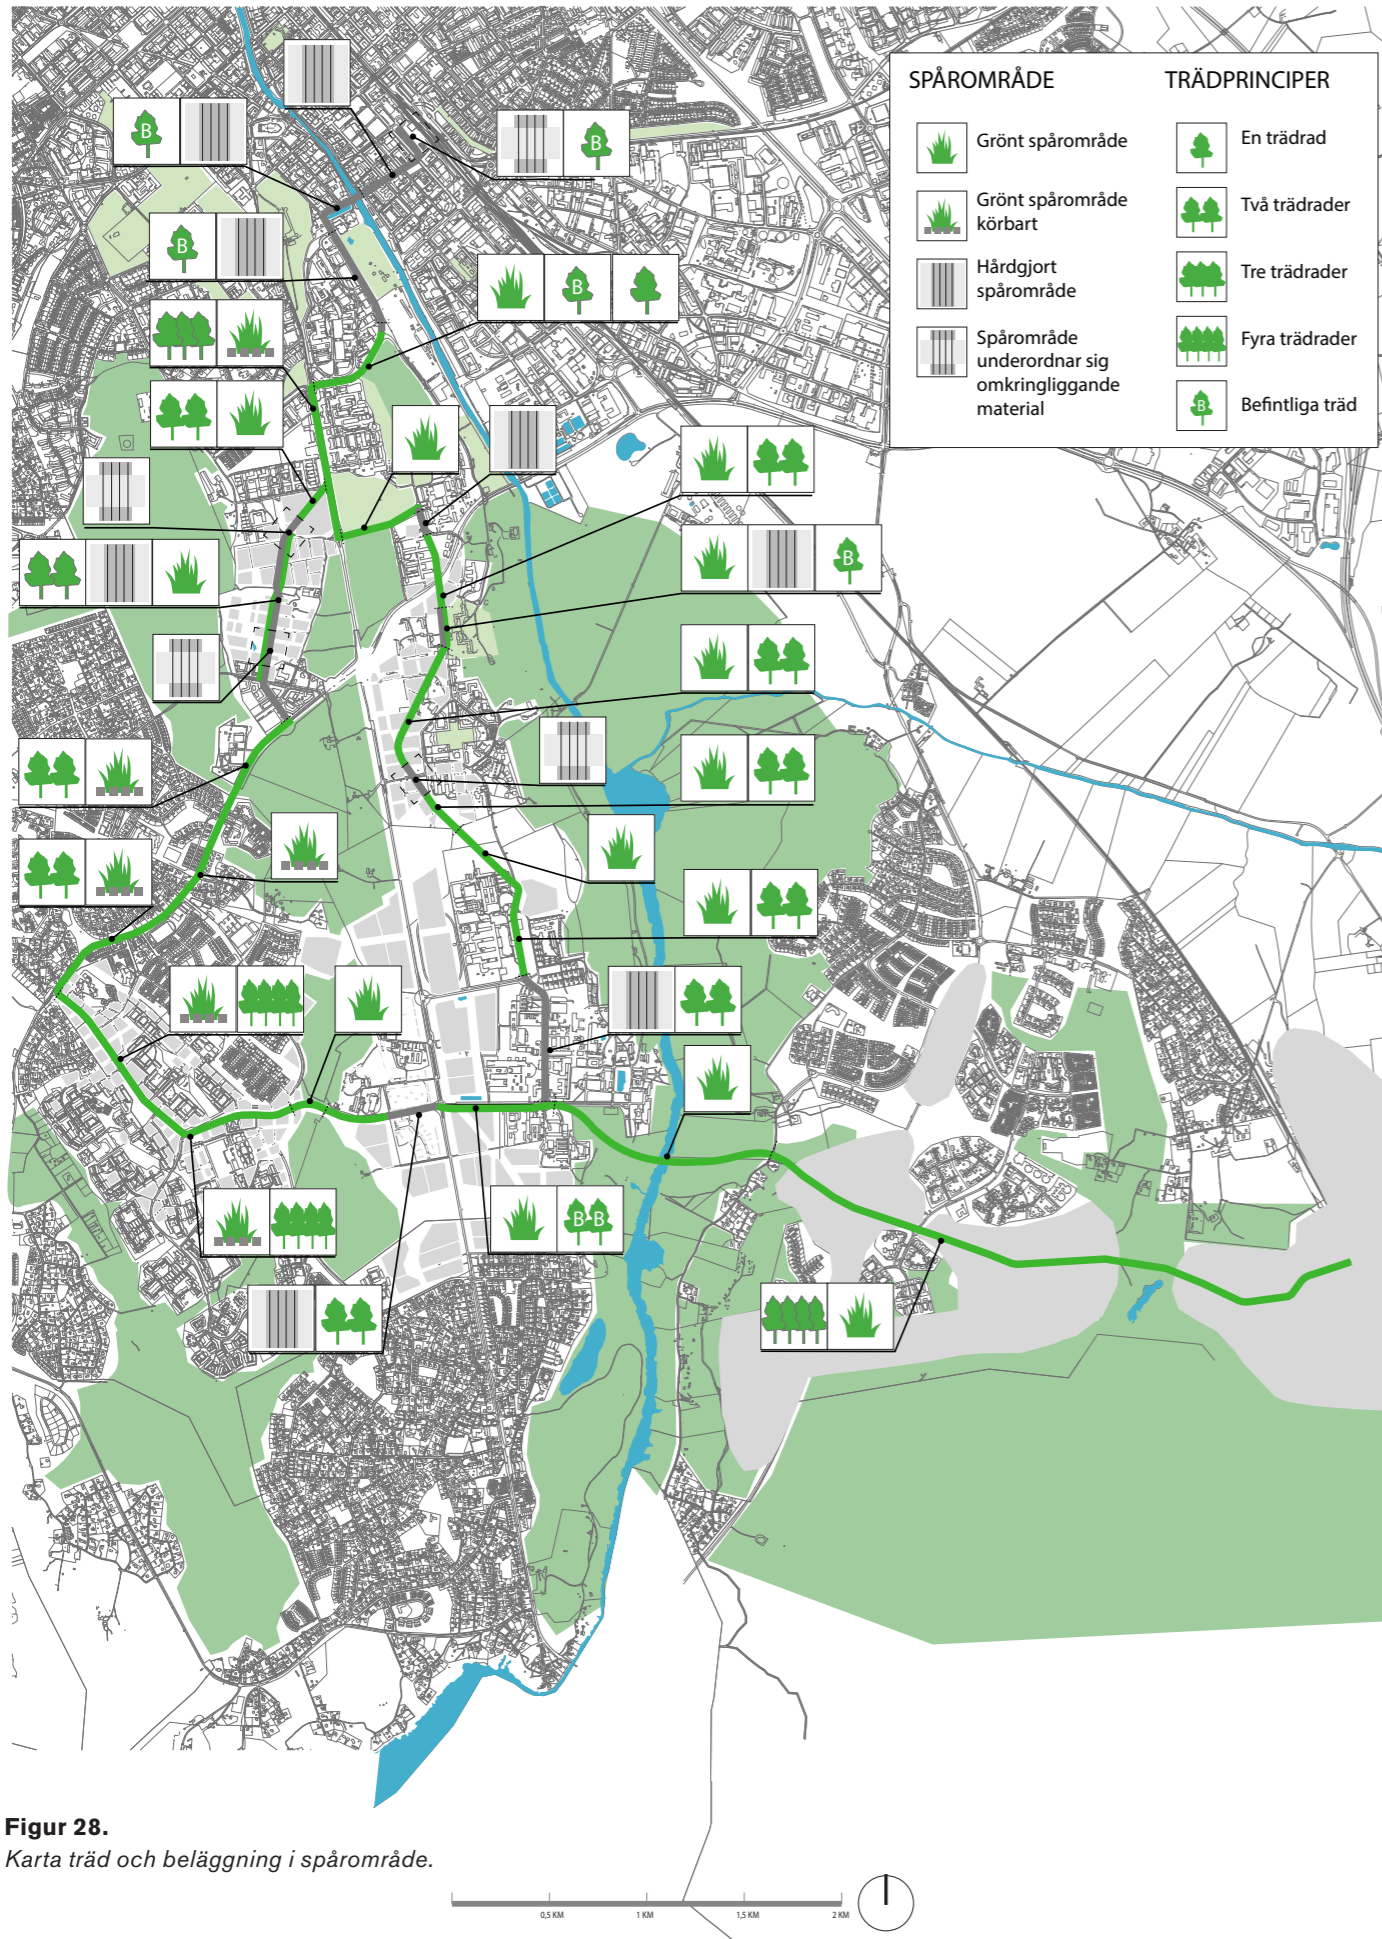 SPÅROMRÅDE
Grönt spårområde
Grönt spårområde
körbart
Hårdgjort
spårområde
Spårområde
underordnar sig
omkringliggande
material
TRÄDPRINCIPER
En trädrad
Två trädrader
Tre trädrader
Fyra trädrader
B
Befintliga träd
B
B
B
B
B
B B
Figur 28.
Karta träd och beläggning i spårområde.
0,5 KM
1 KM
1,5 KM
2 KM